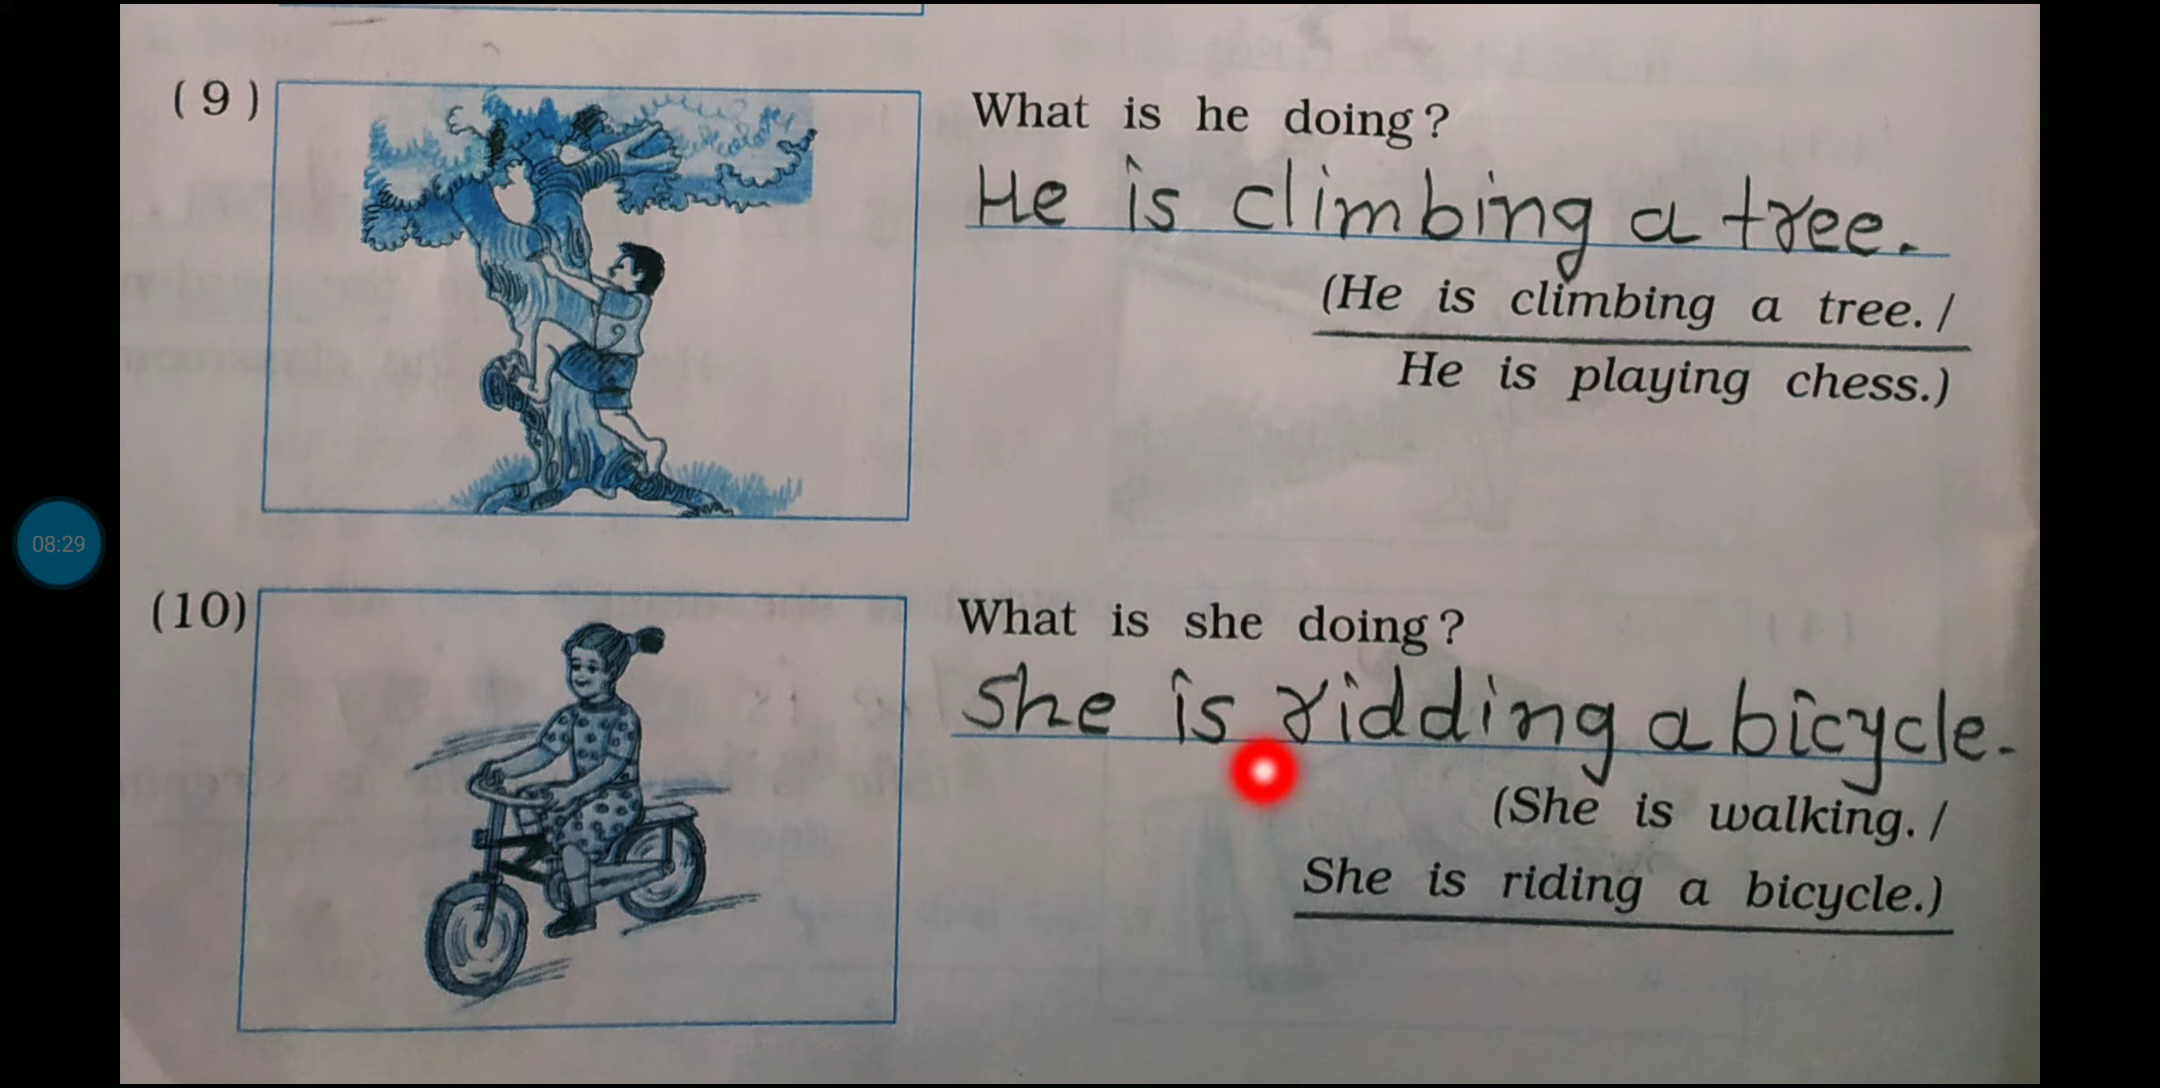 (9)
What is he doing?
He is climbing a tree.
(He is climbing a tree./
He is playing chess.)
08:29
(10)
What is she doing?
She is ridding a bicycle.
(She is walking./
She is riding a bicycle.)